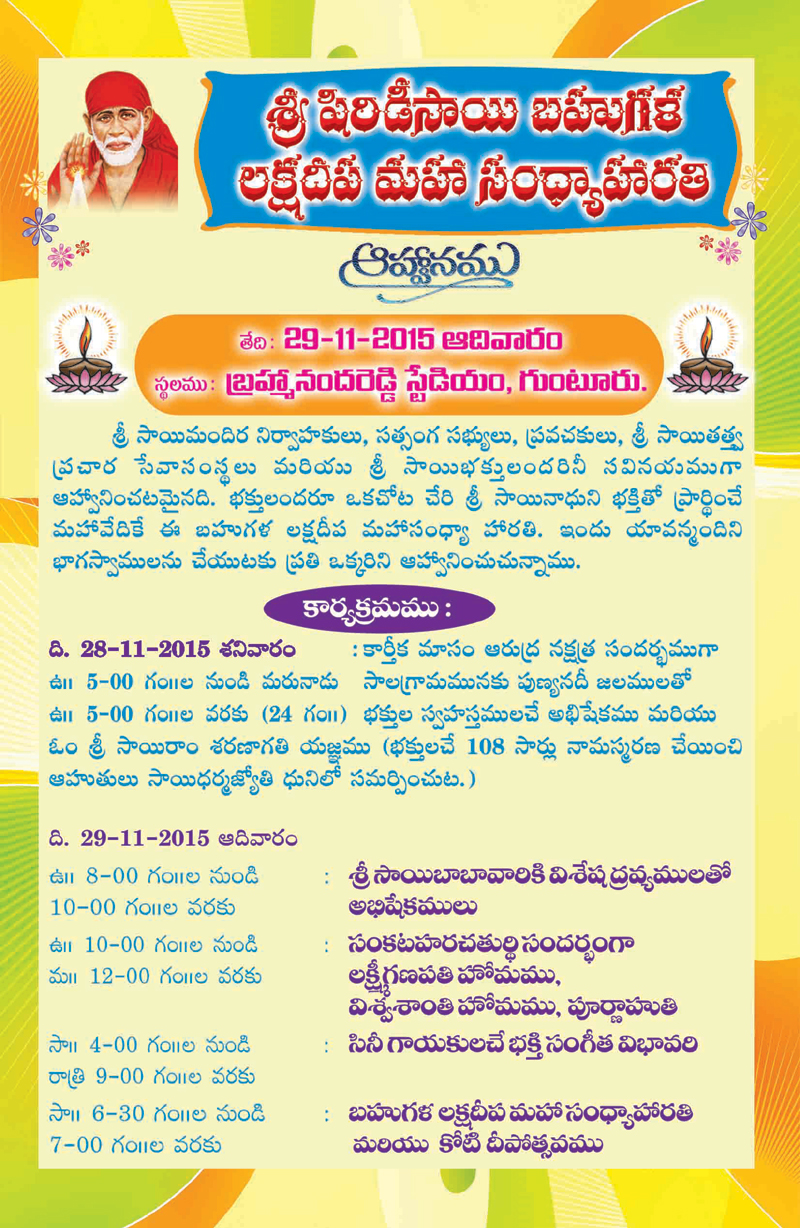 శ్రీ షిరిడీసాయి బహుగళ
లక్షదీప మహా సంధ్యాహారతి
ఆహ్వానము
తేది: 29-11-2015 ఆదివారం
స్థలము: బ్రహ్మానందరెడ్డి స్టేడియం, గుంటూరు.
శ్రీ సాయిమందిర నిర్వాహకులు, సత్సంగ సభ్యులు, ప్రవచకులు, శ్రీ సాయితత్త్వ
ప్రచార సేవాసంస్థలు మరియు శ్రీ సాయిభక్తులందరినీ సవినయముగా
ఆహ్వానించటమైనది. భక్తులందరూ ఒకచోట చేరి శ్రీ సాయినాధుని భక్తితో ప్రార్థించే
మహావేదికే ఈ బహుగళ లక్షదీప మహాసంధ్యా హారతి. ఇందు యావన్మందిని
భాగస్వాములను చేయుటకు ప్రతి ఒక్కరిని ఆహ్వానించుచున్నాము.
కార్యక్రమము :
ది. 28-11-2015 శనివారం : కార్తీక మాసం ఆరుద్ర నక్షత్ర సందర్భముగా
ఉ॥ 5-00 గం॥ల నుండి మరునాడు సాలగ్రామమునకు పుణ్యనదీ జలములతో
ఉ॥ 5-00 గం॥ల వరకు (24 గం॥) భక్తుల స్వహస్తములచే అభిషేకము మరియు
ఓం శ్రీ సాయిరాం శరణాగతి యజ్ఞము (భక్తులచే 108 సార్లు నామస్మరణ చేయించి
ఆహుతులు సాయిధర్మజ్యోతి ధునిలో సమర్పించుట.)
ది. 29-11-2015 ఆదివారం
ఉ॥ 8-00 గం॥ల నుండి : శ్రీ సాయిబాబావారికి విశేష ద్రవ్యములతో
10-00 గం॥ల వరకు అభిషేకములు
ఉ॥ 10-00 గం॥ల నుండి : సంకటహరచతుర్థి సందర్భంగా
మ॥ 12-00 గం॥ల వరకు లక్ష్మీగణపతి హోమము,
విశ్వశాంతి హోమము, పూర్ణాహుతి
సా॥ 4-00 గం॥ల నుండి : సినీ గాయకులచే భక్తి సంగీత విభావరి
రాత్రి 9-00 గం॥ల వరకు
సా॥ 6-30 గం॥ల నుండి : బహుగళ లక్షదీప మహా సంధ్యాహారతి
7-00 గం॥ల వరకు మరియు కోటి దీపోత్సవము